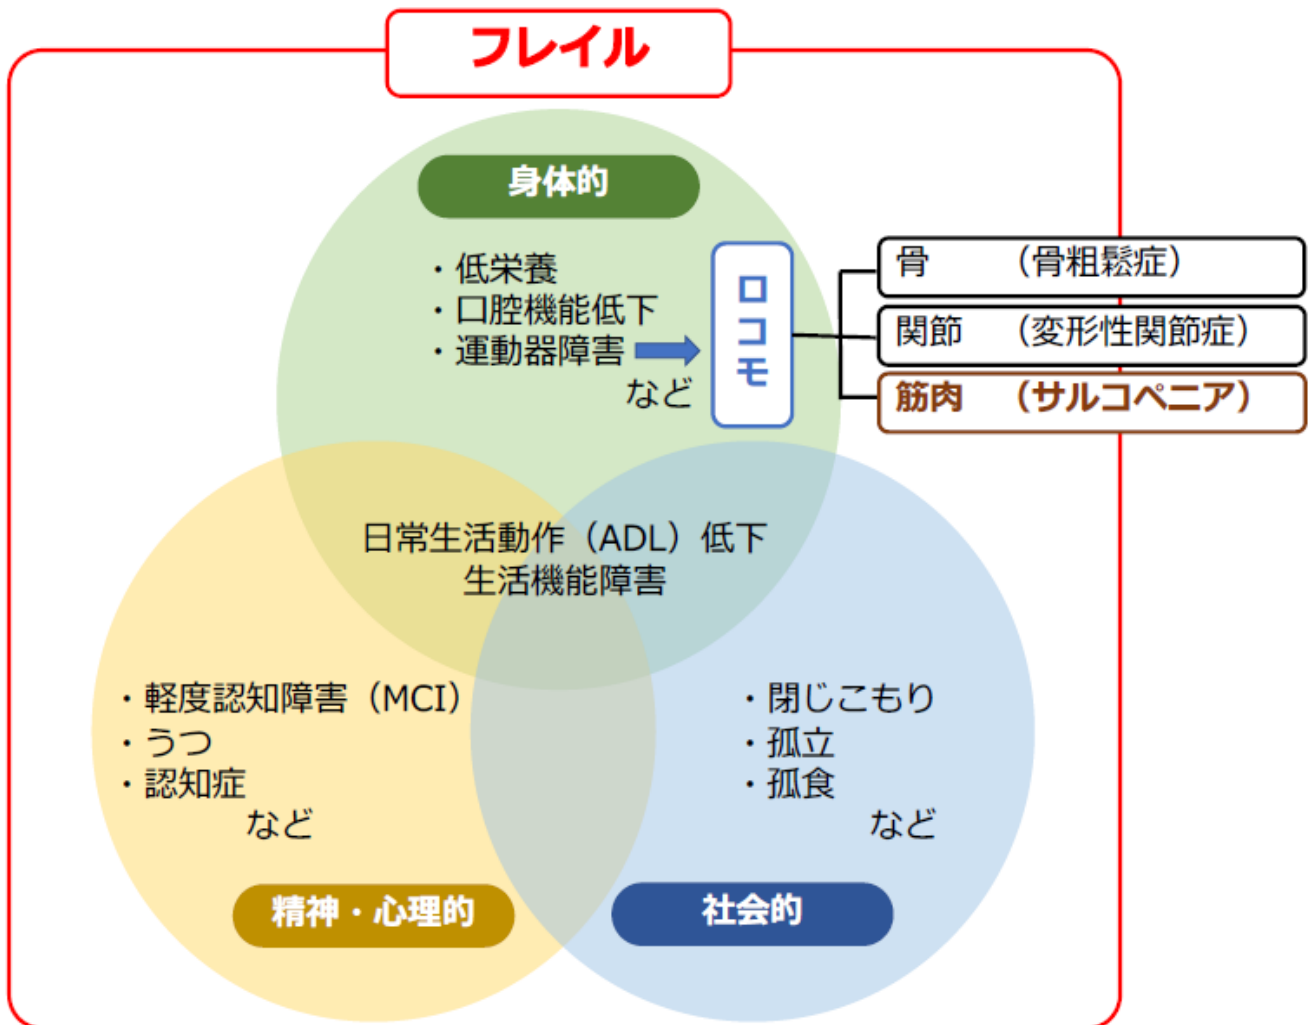 フレイル
身体的
・低栄養
・口腔機能低下
・運動器障害
など
ロコモ
骨 （骨粗鬆症）
関節 （変形性関節症）
筋肉 （サルコペニア）
日常生活動作（ADL）低下
生活機能障害
・軽度認知障害（MCI）
・うつ
・認知症
など
精神・心理的
・閉じこもり
・孤立
・孤食
など
社会的